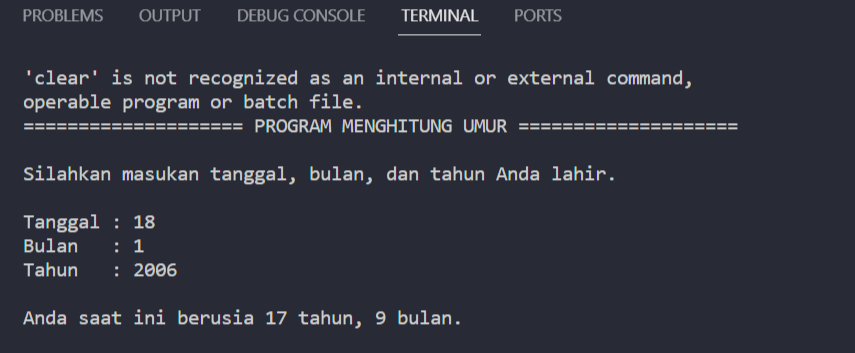 PROBLEMS OUTPUT DEBUG CONSOLE TERMINAL PORTS
'clear' is not recognized as an internal or external command,
operable program or batch file.
==================== PROGRAM MENGHITUNG UMUR ====================
Silahkan masukan tanggal, bulan, dan tahun Anda lahir.
Tanggal : 18
Bulan   : 1
Tahun   : 2006
Anda saat ini berusia 17 tahun, 9 bulan.